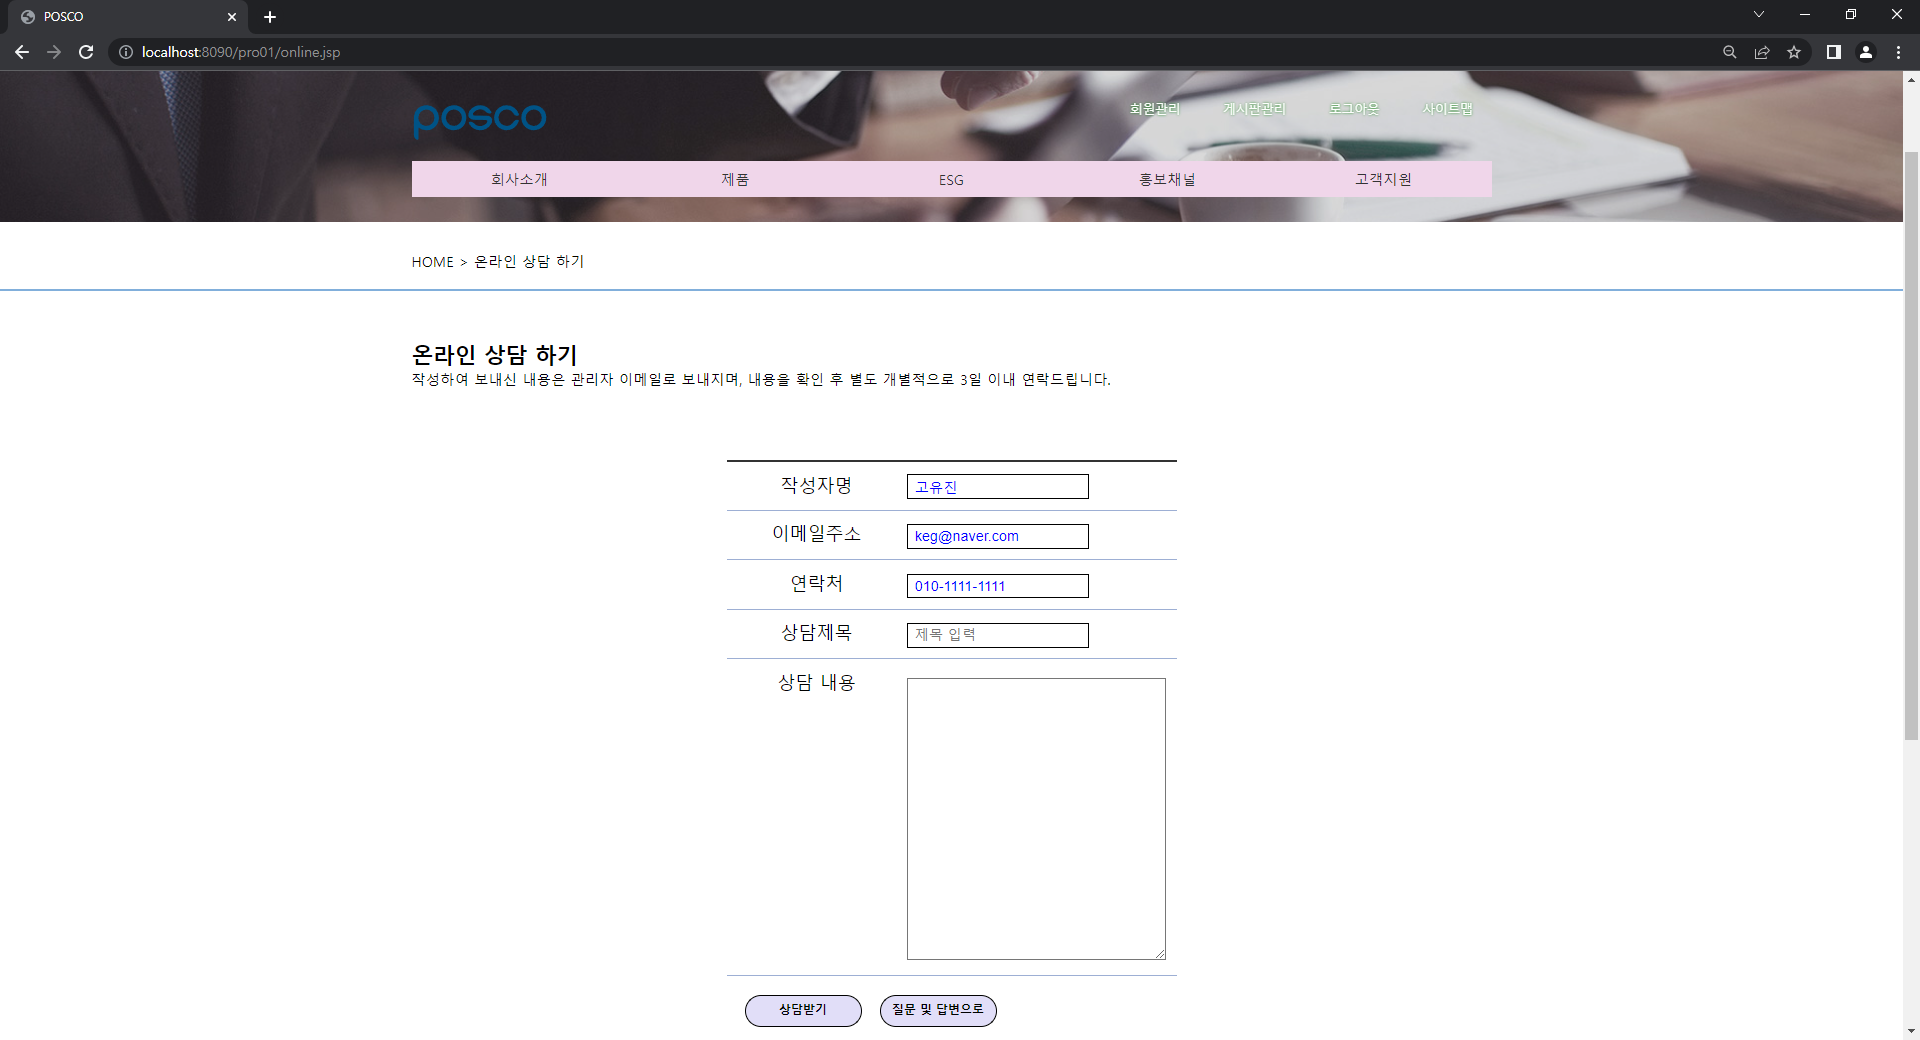 POSCO
localhost:8090/pro01/online.jsp
posco
회원관리 게시판관리 로그아웃 사이트맵
회사소개 제품 ESG 홍보채널 고객지원
HOME > 온라인 상담 하기
온라인 상담 하기
작성하여 보내신 내용은 관리자 이메일로 보내지며, 내용을 확인 후 별도 개별적으로 3일 이내 연락드립니다.
작성자명 고유진
이메일주소 keg@naver.com
연락처 010-1111-1111
상담제목 제목 입력
상담 내용
상담받기 질문 및 답변으로